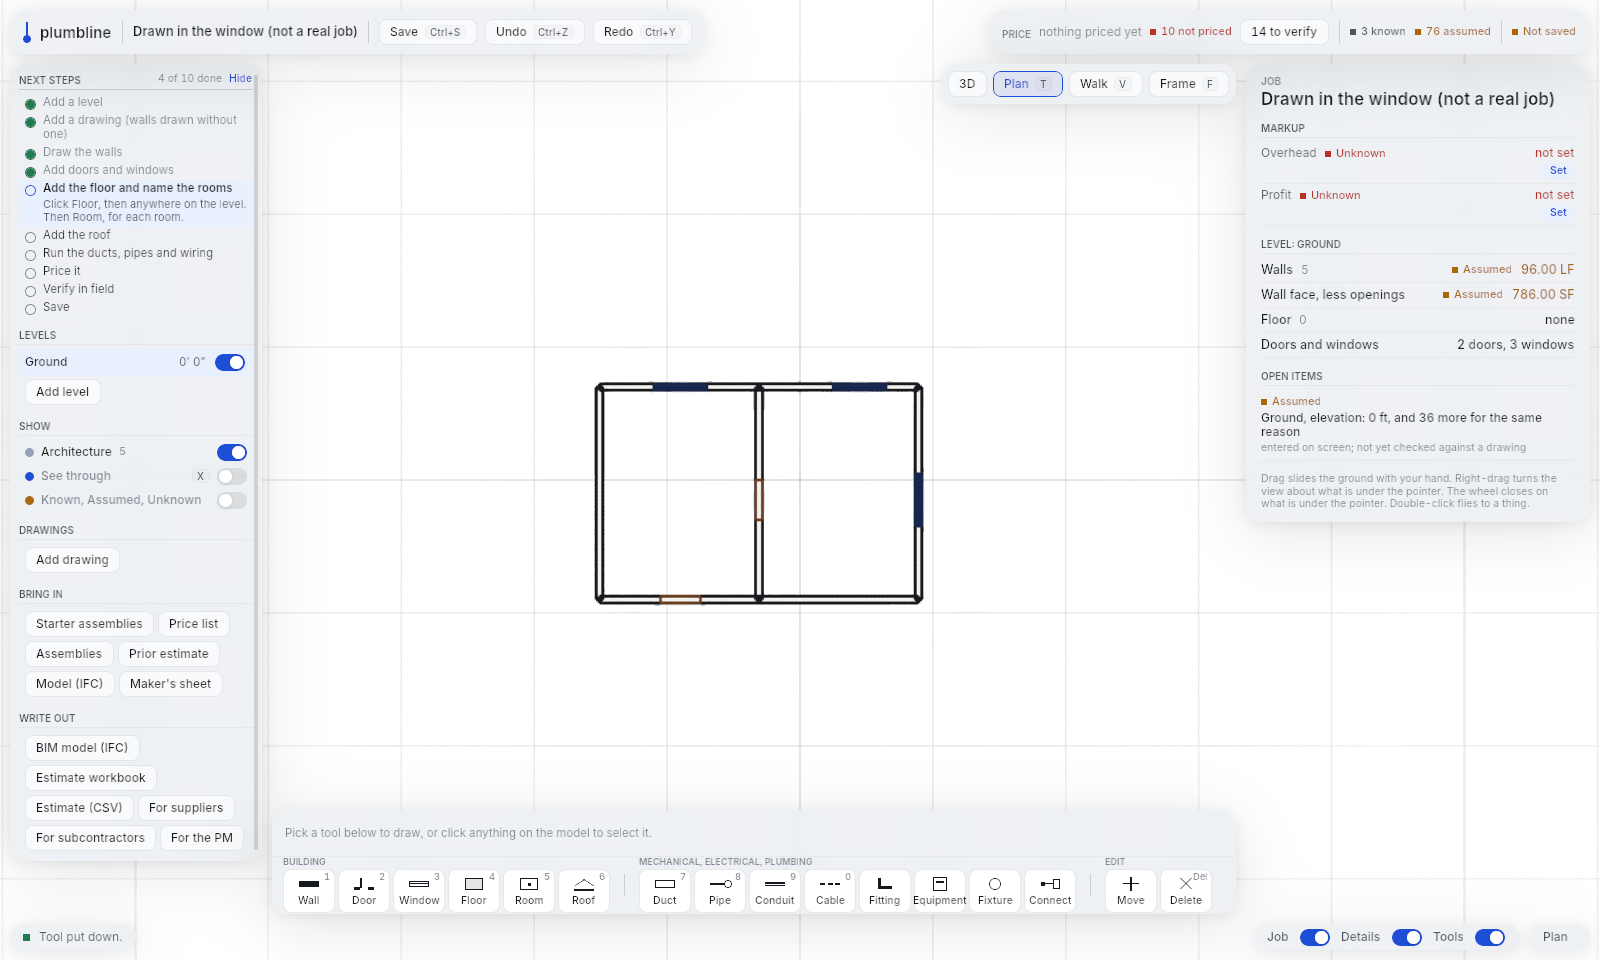 plumbline
Drawn in the window (not a real job)
Save Ctrl+S
Undo Ctrl+Z
Redo Ctrl+Y
PRICE nothing priced yet 10 not priced 14 to verify 3 known 76 assumed Not saved
NEXT STEPS 4 of 10 done Hide
Add a level
Add a drawing (walls drawn without
one)
Draw the walls
Add doors and windows
Add the floor and name the rooms
Click Floor, then anywhere on the level.
Then Room, for each room.
Add the roof
Run the ducts, pipes and wiring
Price it
Verify in field
Save
LEVELS
Ground 0' 0"
Add level
SHOW
Architecture 5
See through X
Known, Assumed, Unknown
DRAWINGS
Add drawing
BRING IN
Starter assemblies Price list
Assemblies Prior estimate
Model (IFC) Maker's sheet
WRITE OUT
BIM model (IFC)
Estimate workbook
Estimate (CSV) For suppliers
For subcontractors For the PM
Tool put down.
3D Plan T Walk V Frame F
JOB
Drawn in the window (not a real job)
MARKUP
Overhead Unknown not set
Set
Profit Unknown not set
Set
LEVEL: GROUND
Walls 5 Assumed 96.00 LF
Wall face, less openings Assumed 786.00 SF
Floor 0 none
Doors and windows 2 doors, 3 windows
OPEN ITEMS
Assumed
Ground, elevation: 0 ft, and 36 more for the same
reason
entered on screen; not yet checked against a drawing
Drag slides the ground with your hand. Right-drag turns the
view about what is under the pointer. The wheel closes on
what is under the pointer. Double-click flies to a thing.
Pick a tool below to draw, or click anything on the model to select it.
BUILDING
Wall 1
Door 2
Window 3
Floor 4
Room 5
Roof 6
MECHANICAL, ELECTRICAL, PLUMBING
Duct 7
Pipe 8
Conduit 9
Cable 0
Fitting
Equipment
Fixture
Connect
EDIT
Move
Delete Del
Job Details Tools Plan